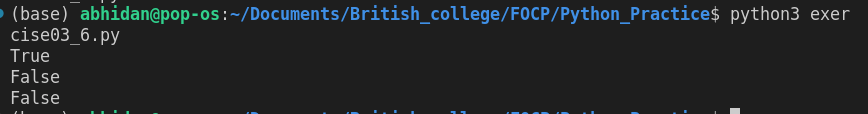 (base) abhidan@pop-os:~/Documents/British_college/FOCP/Python_Practice$ python3 exer
cise03_6.py
True
False
False